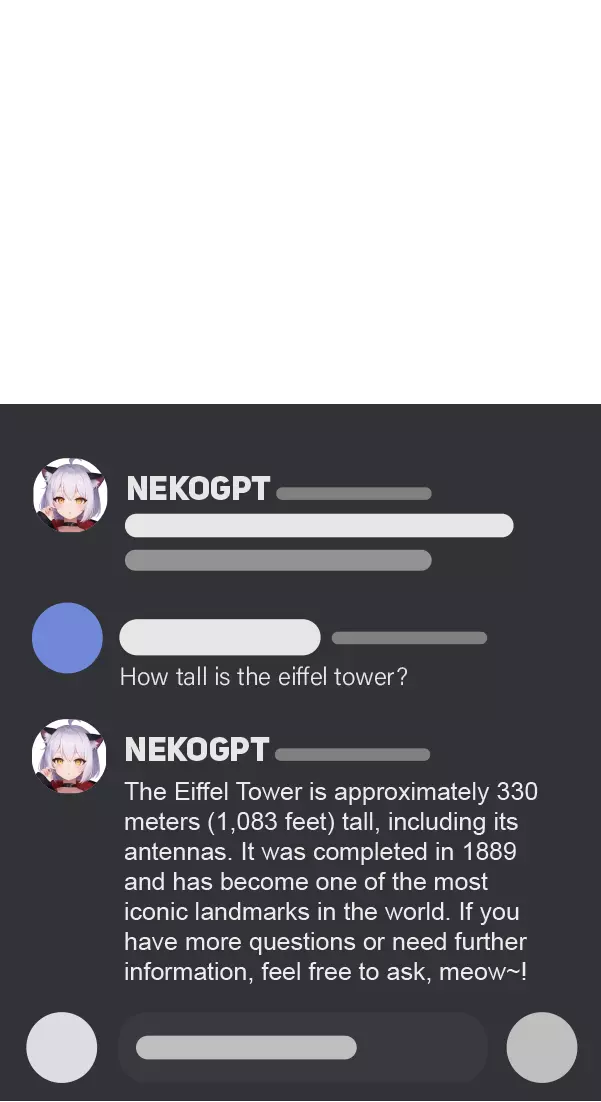 NEKOGPT
How tall is the eiffel tower?
NEKOGPT
The Eiffel Tower is approximately 330
meters (1,083 feet) tall, including its
antennas. It was completed in 1889
and has become one of the most
iconic landmarks in the world. If you
have more questions or need further
information, feel free to ask, meow~!